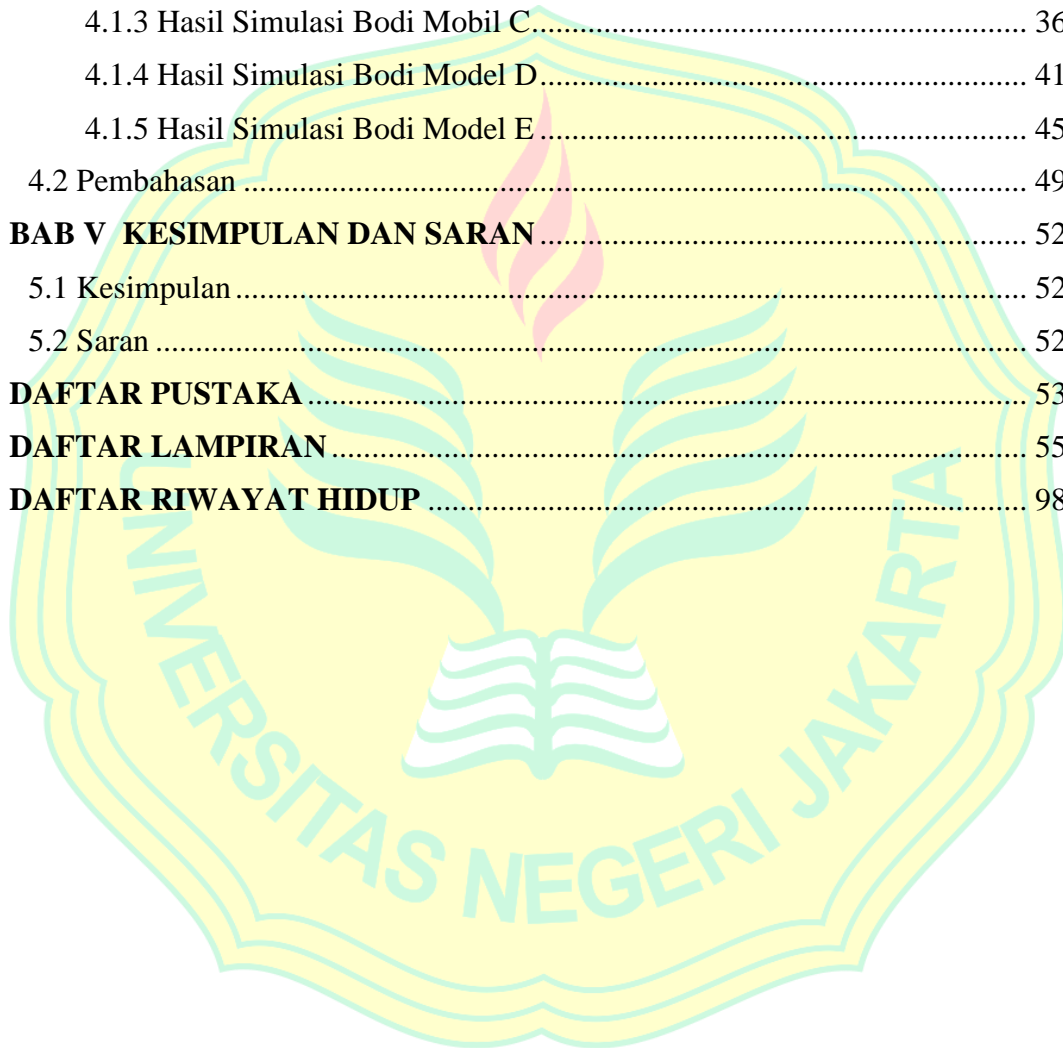 4.1.3 Hasil Simulasi Bodi Mobil C.......................................................................... 36
4.1.4 Hasil Simulasi Bodi Model D......................................................................... 41
4.1.5 Hasil Simulasi Bodi Model E......................................................................... 45
4.2 Pembahasan ..................................................................................................... 49
BAB V  KESIMPULAN DAN SARAN................................................................. 52
5.1 Kesimpulan ...................................................................................................... 52
5.2 Saran ................................................................................................................ 52
DAFTAR PUSTAKA............................................................................................ 53
DAFTAR LAMPIRAN......................................................................................... 55
DAFTAR RIWAYAT HIDUP ............................................................................. 98
UNIVERSITAS NEGERI JAKARTA